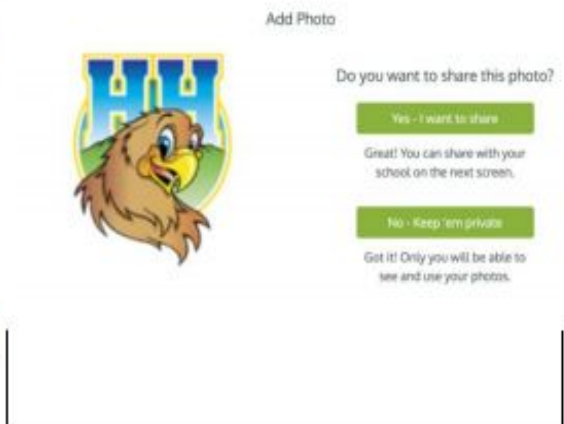 Add Photo
HH
Do you want to share this photo?
Yes - I want to share
Great! You can share with your
school on the next screen.
No - Keep 'em private
Got it! Only you will be able to
see and use your photos.